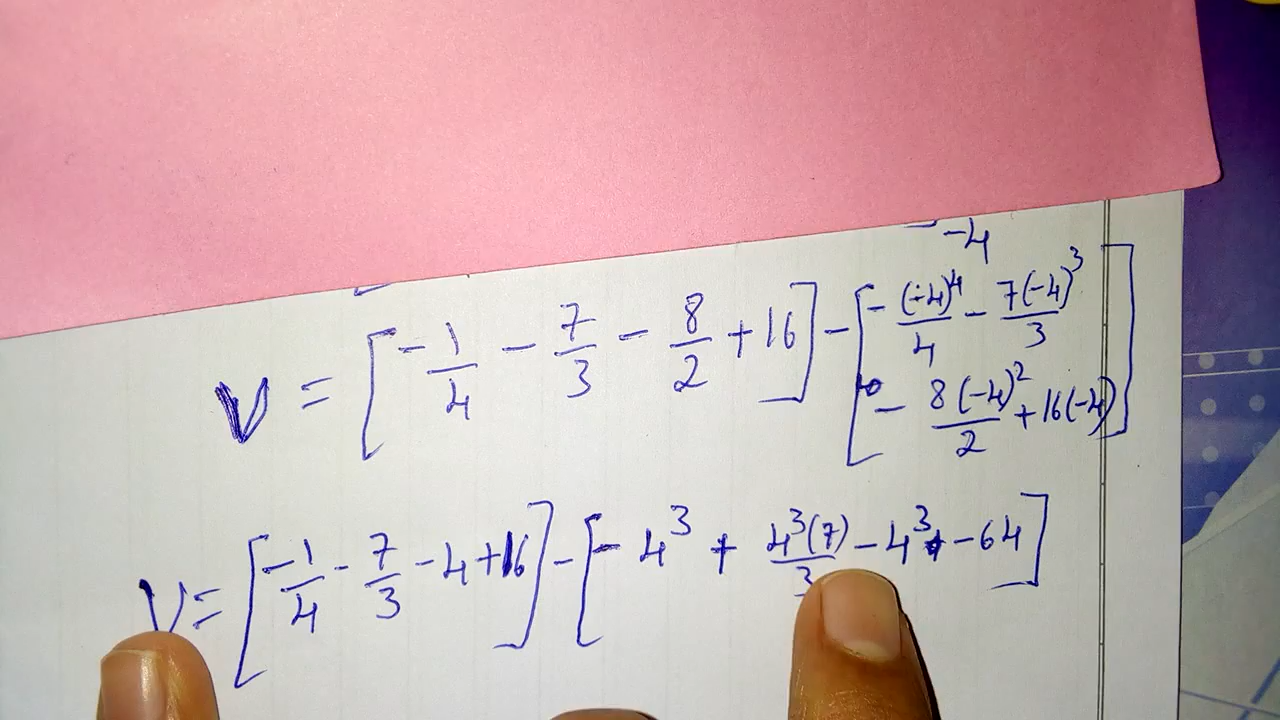 -4
V = [-1/4 - 7/3 - 8/2 + 16] - [-(-4)^4/4 - 7(-4)^3/3
- 8(-4)^2/2 + 16(-4)]
V = [-1/4 - 7/3 - 4 + 16] - [- 4^3 + 4^3(7)/3 - 4^3 - 64]